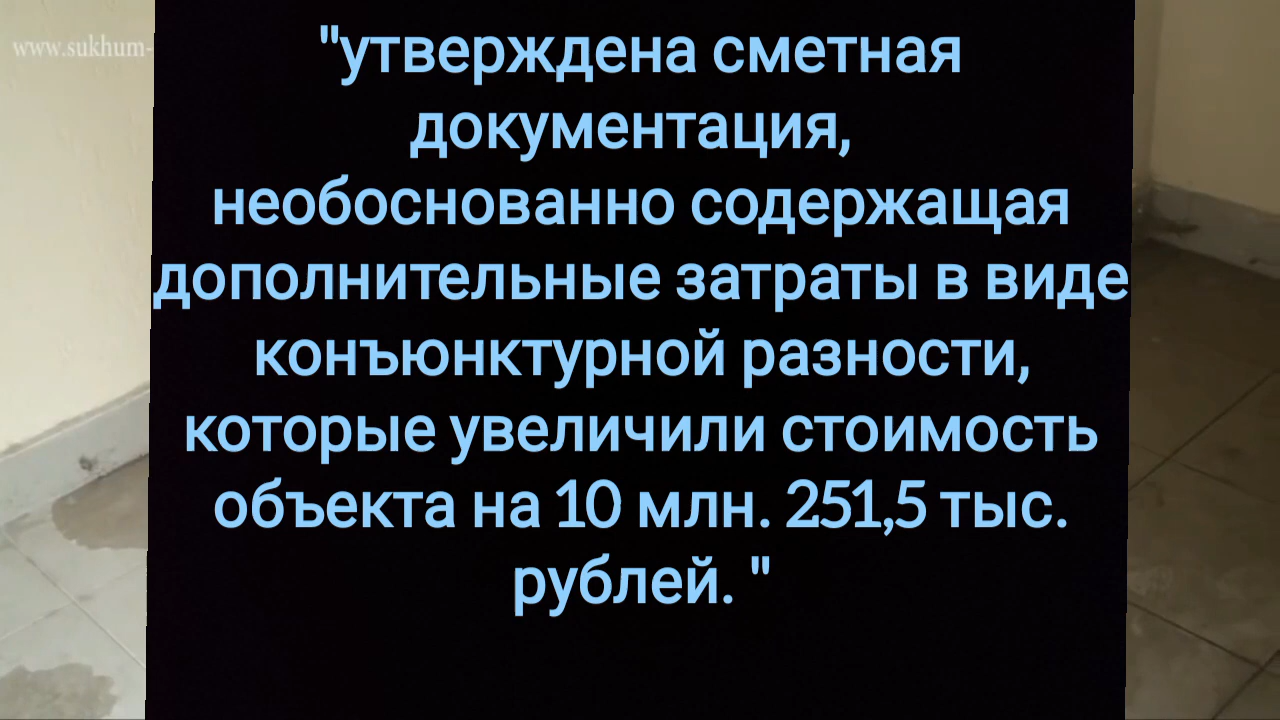 www.sukhum-
"утверждена сметная
документация,
необоснованно содержащая
дополнительные затраты в виде
конъюнктурной разности,
которые увеличили стоимость
объекта на 10 млн. 251,5 тыс.
рублей. "